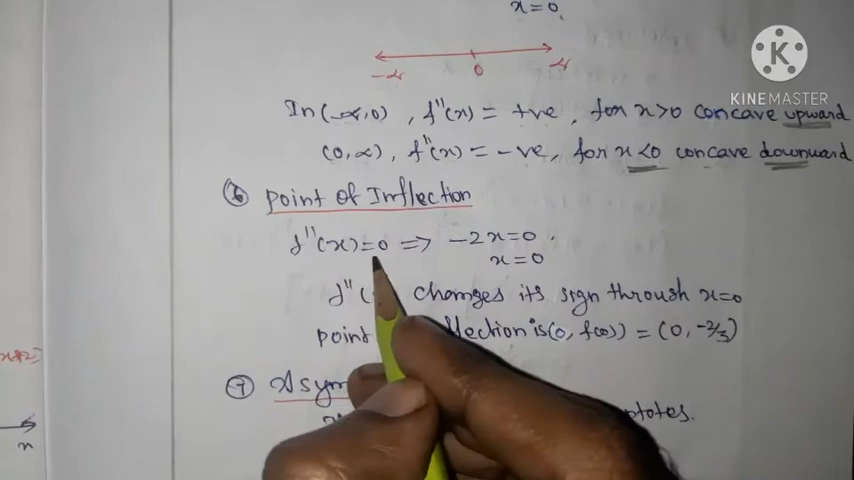 x=0.
K
KINEMASTER
-∝ 0 ∝
In (-∞,0), f''(x) = +ve, for x>0 concave upward
(0,∞), f''(x) = -ve, for x<0 concave downward
⑥ Point of Inflection
f''(x)=0 => -2x=0.
x=0
f''( changes its sign through x=0
point flection is (0, f(0)) = (0, -2/3)
⑦ Asym
ptotes.
x